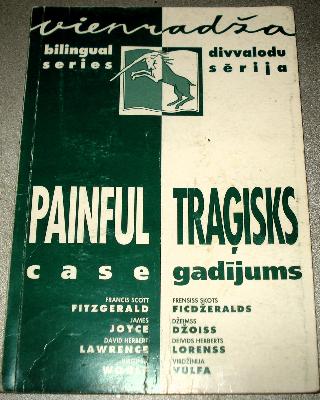 vienradža
bilingual
series
divvalodu
sērija
PAINFUL
case
TRAĢISKS
gadījums
FRANCIS SCOTT
FITZGERALD
JAMES
JOYCE
DAVID HERBERT
LAWRENCE
FRENSISS SKOTS
FICDŽERALDS
DŽEIMSS
DŽOISS
DEIVIDS HERBERTS
LORENSS
VIRDŽĪNIJA
VULFA